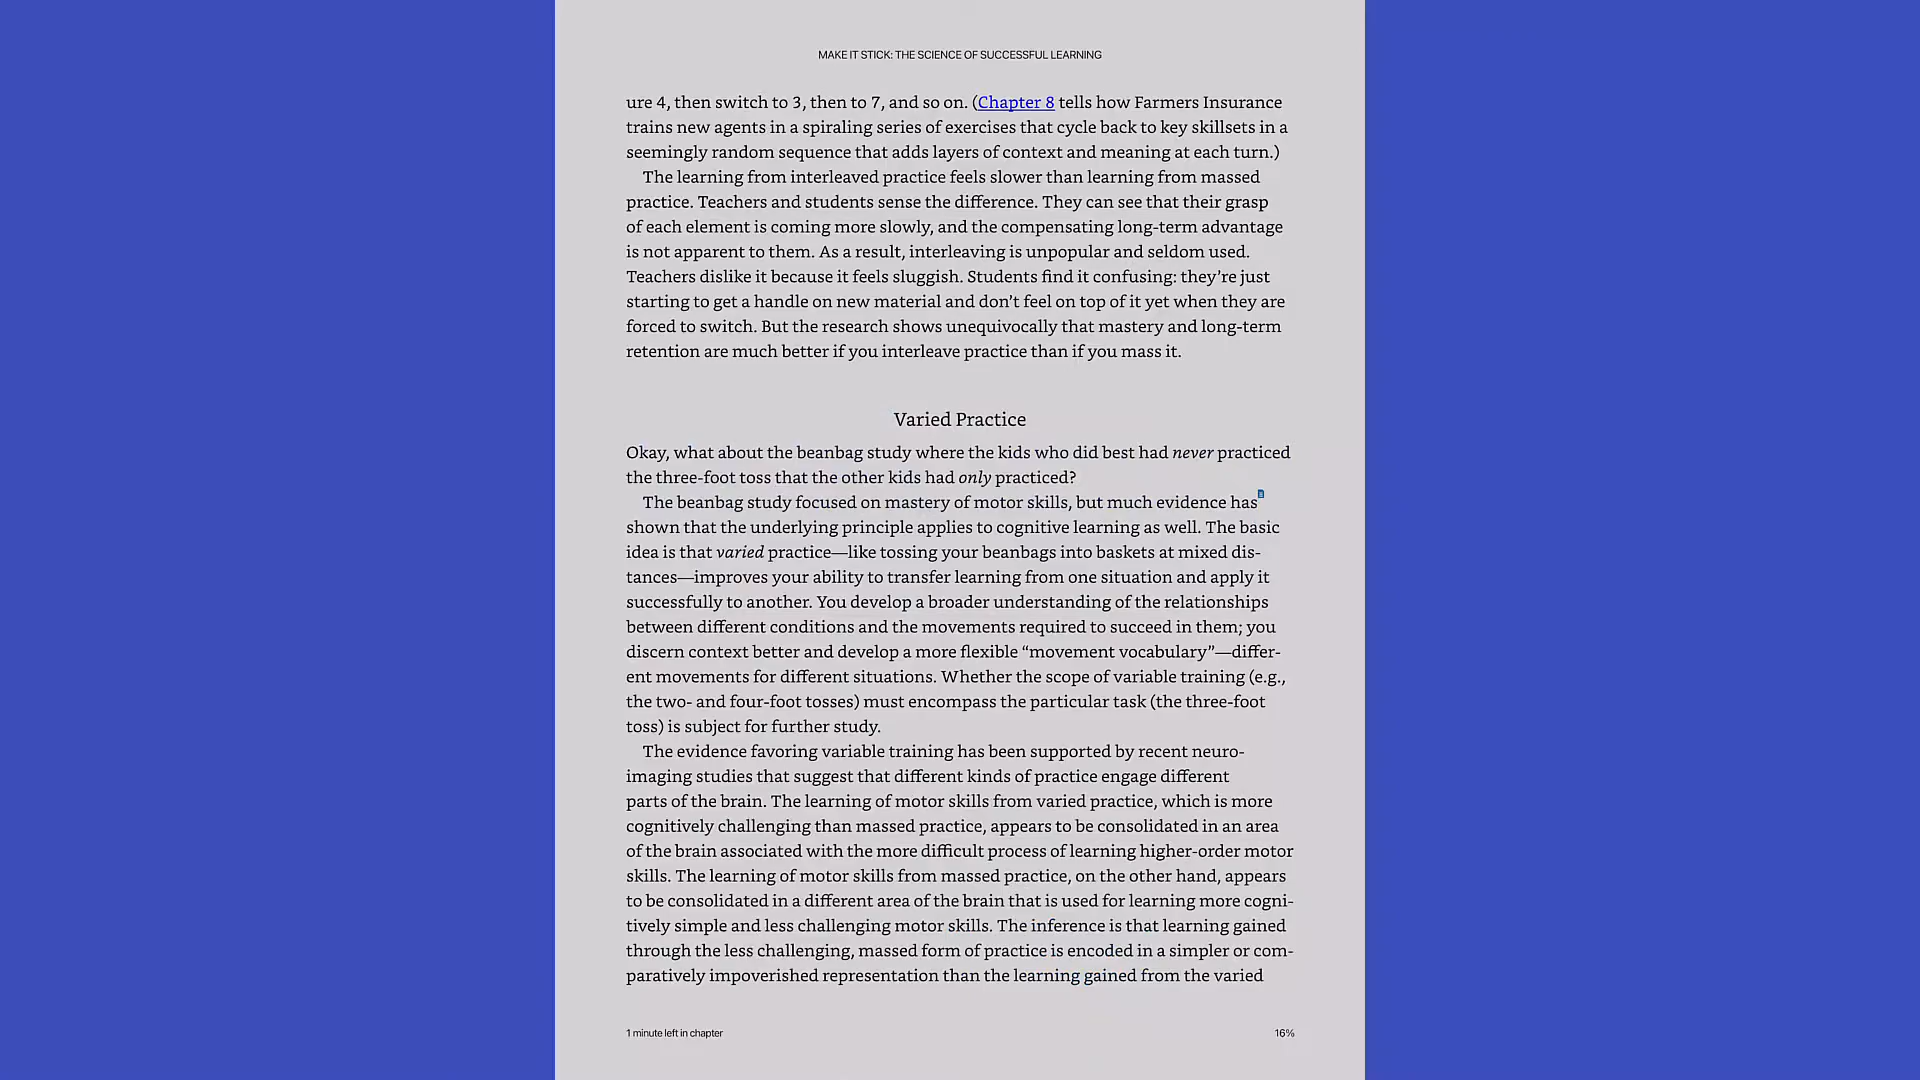 MAKE IT STICK: THE SCIENCE OF SUCCESSFUL LEARNING
ure 4, then switch to 3, then to 7, and so on. (Chapter 8 tells how Farmers Insurance
trains new agents in a spiraling series of exercises that cycle back to key skillsets in a
seemingly random sequence that adds layers of context and meaning at each turn.)
The learning from interleaved practice feels slower than learning from massed
practice. Teachers and students sense the difference. They can see that their grasp
of each element is coming more slowly, and the compensating long-term advantage
is not apparent to them. As a result, interleaving is unpopular and seldom used.
Teachers dislike it because it feels sluggish. Students find it confusing: they’re just
starting to get a handle on new material and don’t feel on top of it yet when they are
forced to switch. But the research shows unequivocally that mastery and long-term
retention are much better if you interleave practice than if you mass it.
Varied Practice
Okay, what about the beanbag study where the kids who did best had never practiced
the three-foot toss that the other kids had only practiced?
The beanbag study focused on mastery of motor skills, but much evidence has
shown that the underlying principle applies to cognitive learning as well. The basic
idea is that varied practice—like tossing your beanbags into baskets at mixed dis-
tances—improves your ability to transfer learning from one situation and apply it
successfully to another. You develop a broader understanding of the relationships
between different conditions and the movements required to succeed in them; you
discern context better and develop a more flexible “movement vocabulary”—differ-
ent movements for different situations. Whether the scope of variable training (e.g.,
the two- and four-foot tosses) must encompass the particular task (the three-foot
toss) is subject for further study.
The evidence favoring variable training has been supported by recent neuro-
imaging studies that suggest that different kinds of practice engage different
parts of the brain. The learning of motor skills from varied practice, which is more
cognitively challenging than massed practice, appears to be consolidated in an area
of the brain associated with the more difficult process of learning higher-order motor
skills. The learning of motor skills from massed practice, on the other hand, appears
to be consolidated in a different area of the brain that is used for learning more cogni-
tively simple and less challenging motor skills. The inference is that learning gained
through the less challenging, massed form of practice is encoded in a simpler or com-
paratively impoverished representation than the learning gained from the varied
1 minute left in chapter
16%